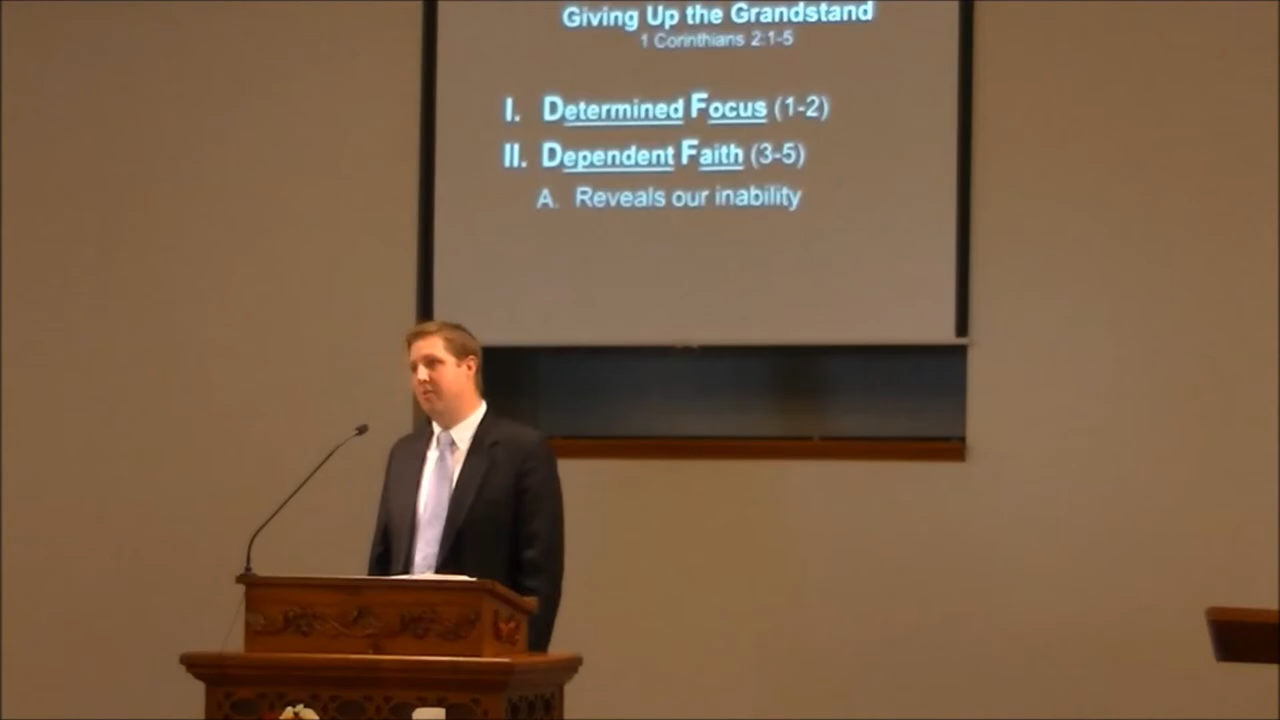 Giving Up the Grandstand
1 Corinthians 2:1-5
I. Determined Focus (1-2)
II. Dependent Faith (3-5)
A. Reveals our inability